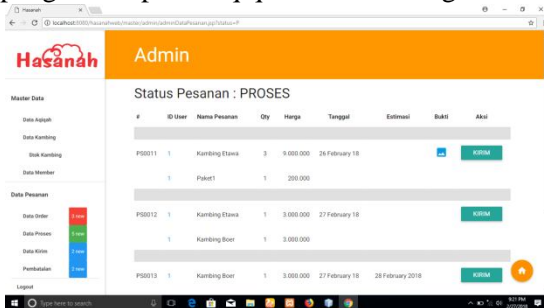 Hasanah
localhost:8080/hasanahweb/master/admin/adminDataPesanan.jsp?status=P
Hasanah
Admin
Master Data
Data Aqiqah
Data Kambing
Stok Kambing
Data Member
Data Pesanan
Data Order 3 new
Data Proses 3 new
Data Kirim
Pembatalan
Logout
Status Pesanan : PROSES
# ID User Nama Pesanan Qty Harga Tanggal Estimasi Bukti Aksi
PS0011 1 Kambing Etawa 3 9.000.000 26 February 18 KIRIM
1 Paket1 1 200.000
PS0012 1 Kambing Etawa 1 3.000.000 27 February 18 KIRIM
1 Kambing Boer 1 3.000.000
PS0013 1 Kambing Boer 1 3.000.000 27 February 18 28 February 2018 KIRIM
Type here to search
9:21 PM
2/27/2018